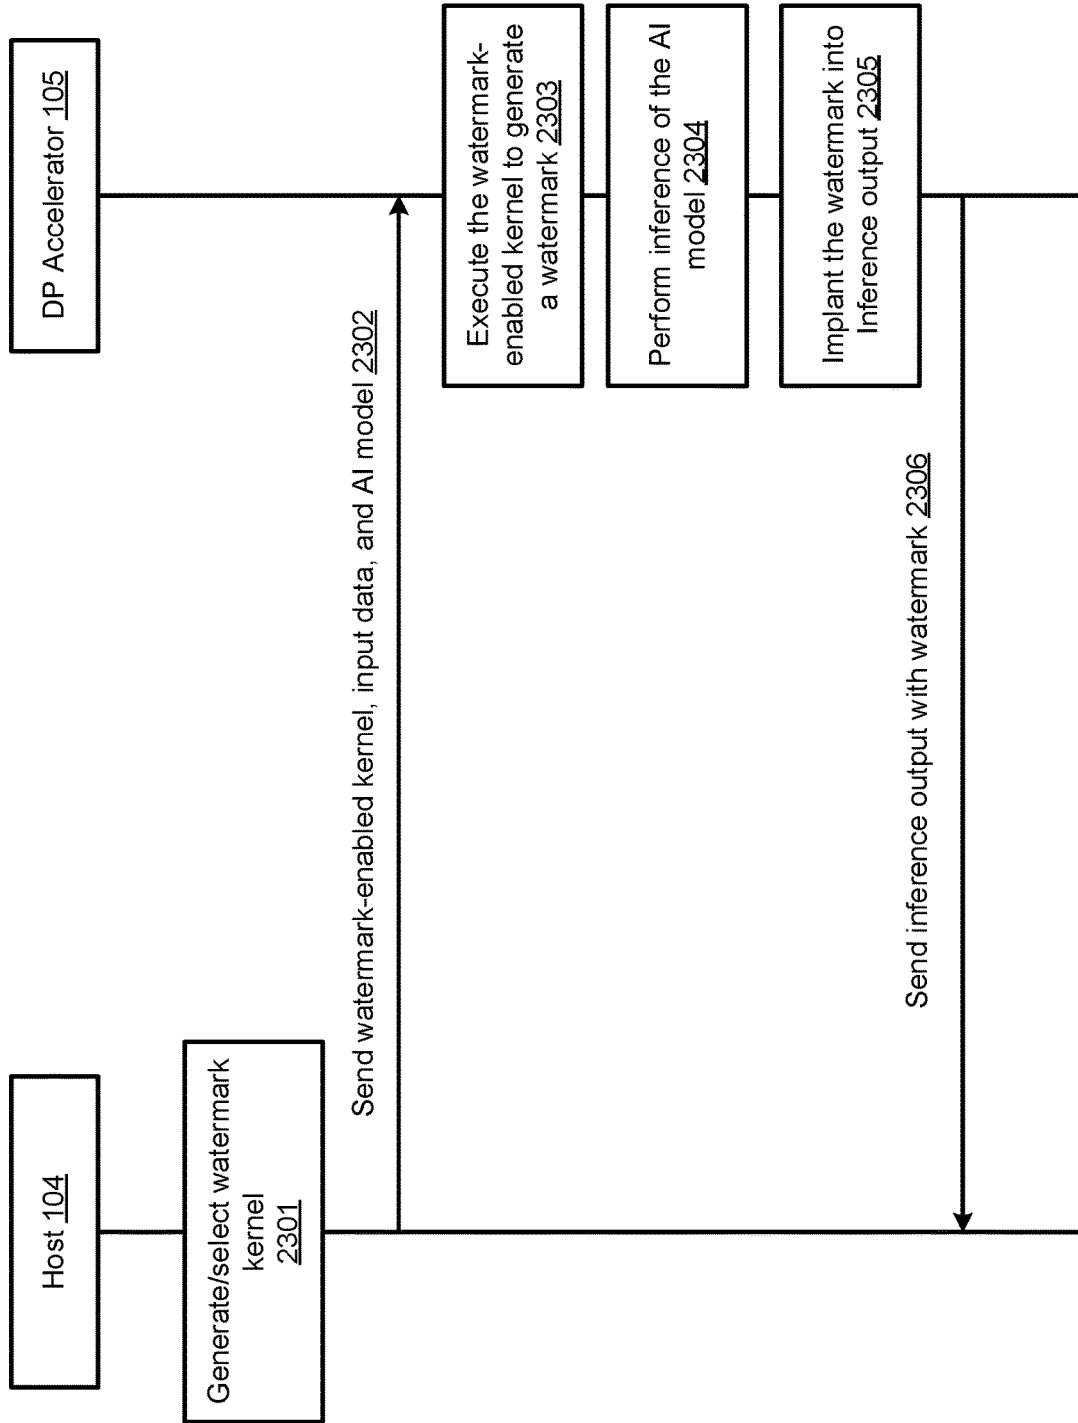 Host 104
DP Accelerator 105
Generate/select watermark
kernel
2301
Send watermark-enabled kernel, input data, and AI model 2302
Execute the watermark-
enabled kernel to generate
a watermark 2303
Perform inference of the AI
model 2304
Implant the watermark into
Inference output 2305
Send inference output with watermark 2306